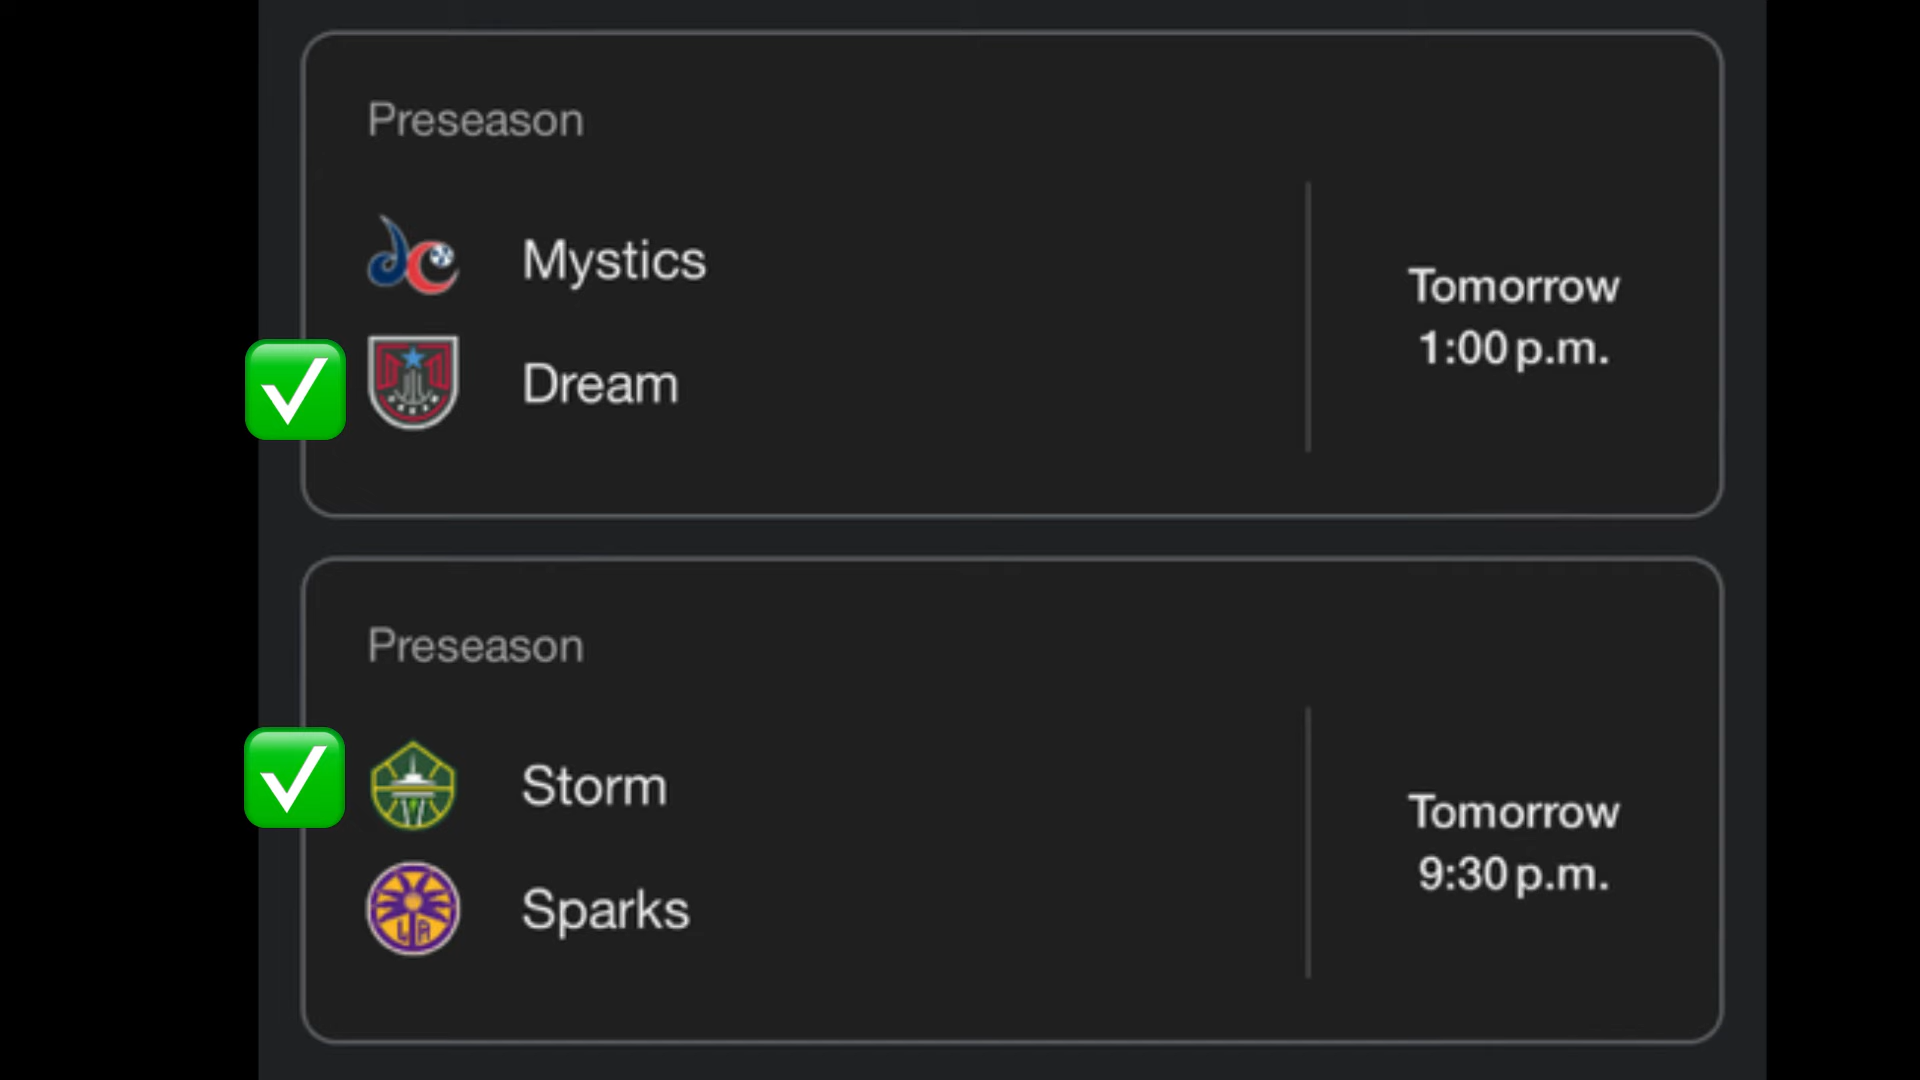 Preseason
Mystics
Dream
Tomorrow
1:00 p.m.
Preseason
Storm
Sparks
Tomorrow
9:30 p.m.